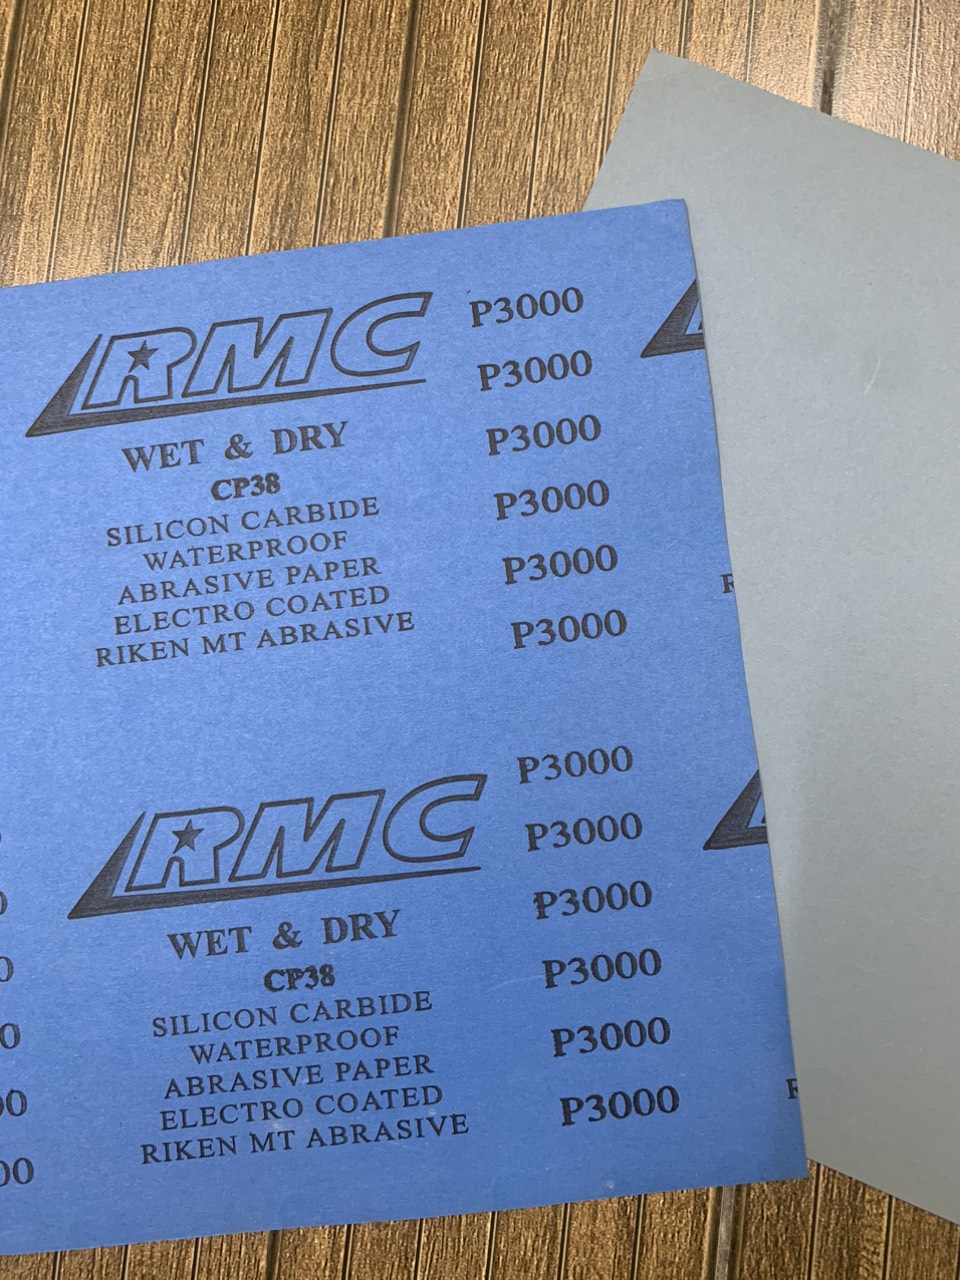 RMC
WET & DRY
CP38
SILICON CARBIDE
WATERPROOF
ABRASIVE PAPER
ELECTRO COATED
RIKEN MT ABRASIVE
P3000
P3000
P3000
P3000
P3000
P3000
RMC
WET & DRY
CP38
SILICON CARBIDE
WATERPROOF
ABRASIVE PAPER
ELECTRO COATED
RIKEN MT ABRASIVE
P3000
P3000
P3000
P3000
P3000
P3000